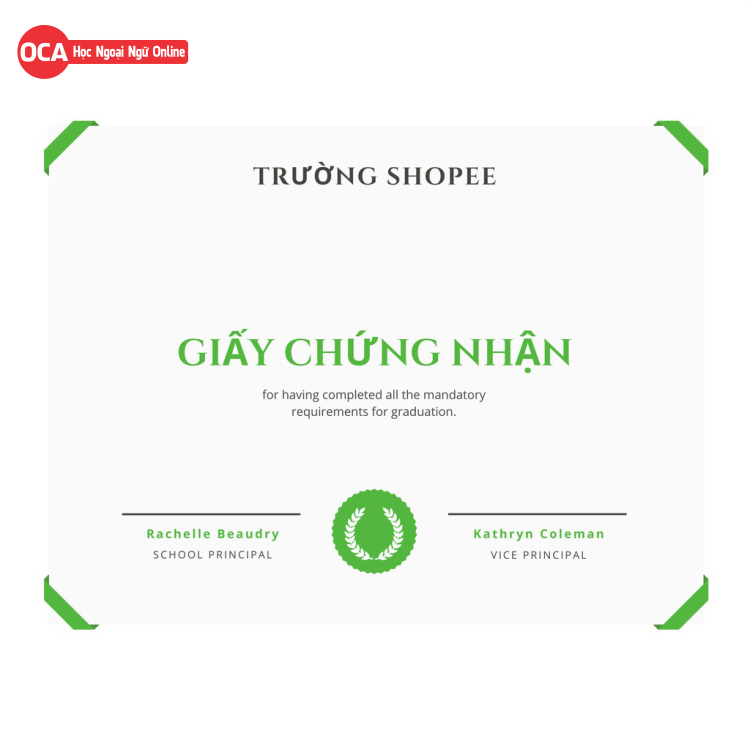 OCA Học Ngoại Ngữ Online
TRƯỜNG SHOPEE
GIẤY CHỨNG NHẬN
for having completed all the mandatory
requirements for graduation.
Rachelle Beaudry
SCHOOL PRINCIPAL
Kathryn Coleman
VICE PRINCIPAL